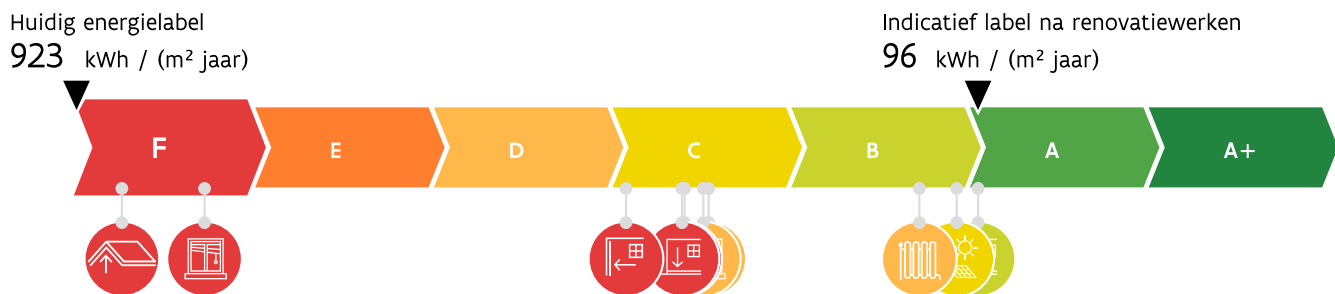 Huidig energielabel
923 kWh / (m² jaar)
Indicatief label na renovatiewerken
96 kWh / (m² jaar)
F E D C B A A+